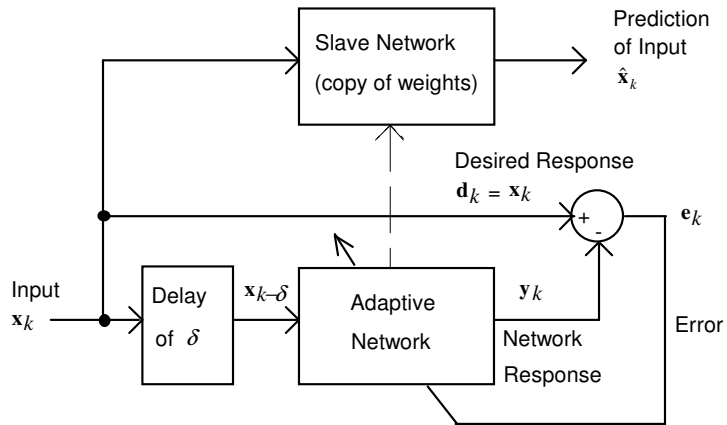 Slave Network
(copy of weights)
Prediction
of Input
x̂k
Desired Response
dk = xk
+
-
ek
Input
xk
Delay
of δ
xk–δ
Adaptive
Network
yk
Network
Response
Error